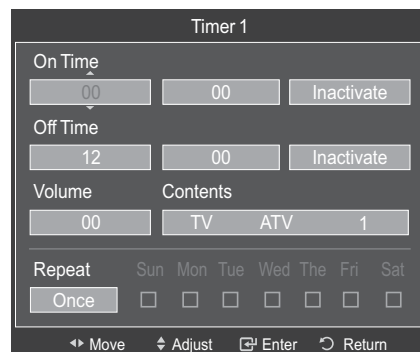 Timer 1
On Time
00 00 Inactivate
Off Time
12 00 Inactivate
Volume Contents
00 TV ATV 1
Repeat Sun Mon Tue Wed The Fri Sat
Once
Move Adjust Enter Return